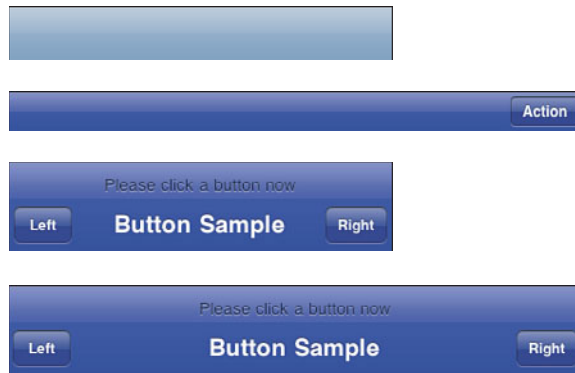 Action
Please click a button now
Left Button Sample Right
Please click a button now
Left Button Sample Right